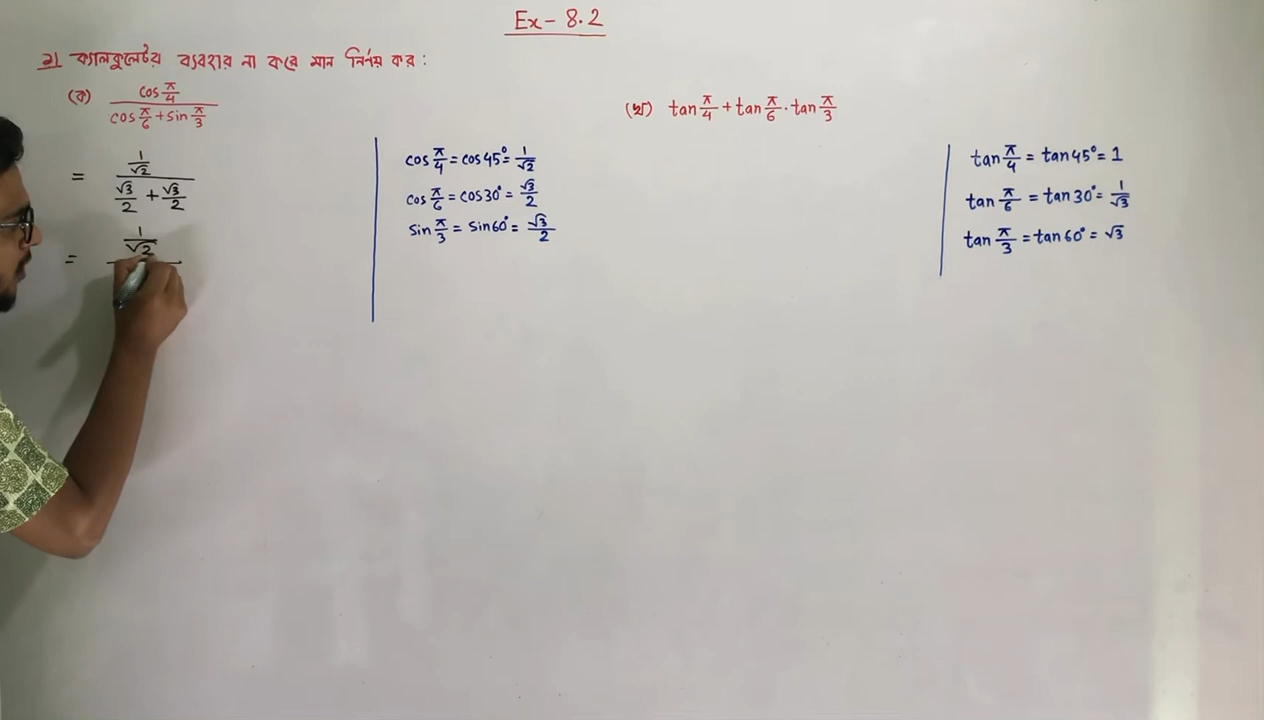 Ex – 8.2
১। ক্যালকুলেটর ব্যবহার না করে মান নির্ণয় কর :
(ক) cos π/4 / (cos π/6 + sin π/3)
= (1/√2) / (√3/2 + √3/2)
= (1/√2) /
cos π/4 = cos 45° = 1/√2
cos π/6 = cos 30° = √3/2
sin π/3 = sin 60° = √3/2
(খ) tan π/4 + tan π/6 · tan π/3
tan π/4 = tan 45° = 1
tan π/6 = tan 30° = 1/√3
tan π/3 = tan 60° = √3